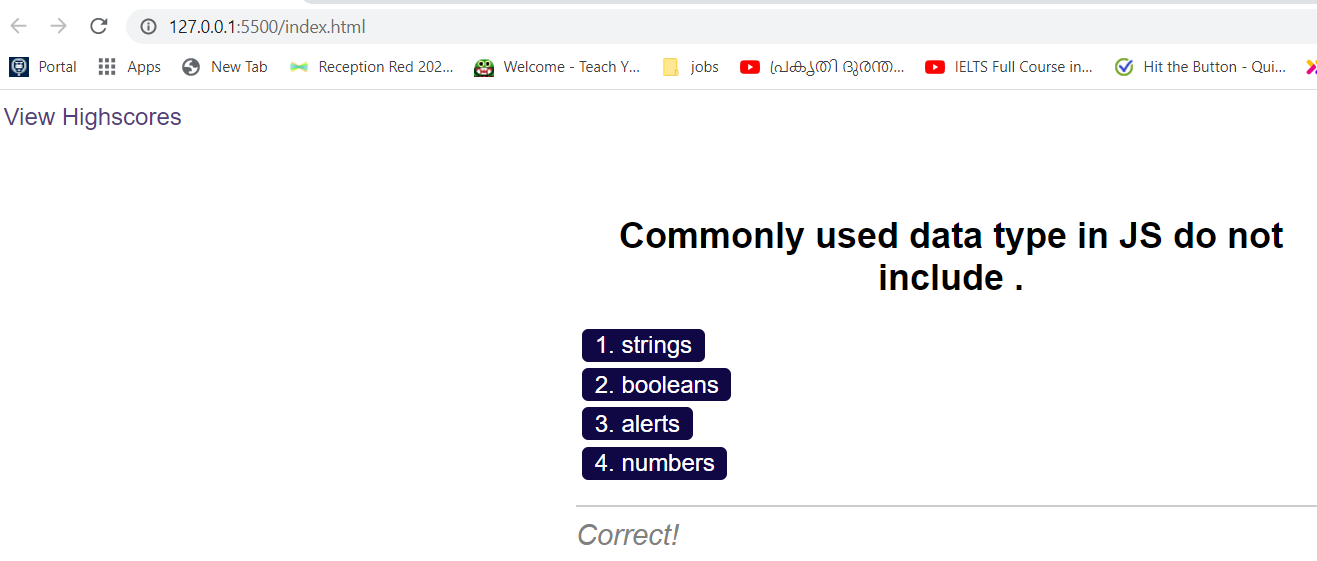 127.0.0.1:5500/index.html
Portal Apps New Tab Reception Red 202... Welcome - Teach Y... jobs പ്രകൃതി ദുരന്ത... IELTS Full Course in... Hit the Button - Qui...
View Highscores
Commonly used data type in JS do not
include .
1. strings
2. booleans
3. alerts
4. numbers
Correct!